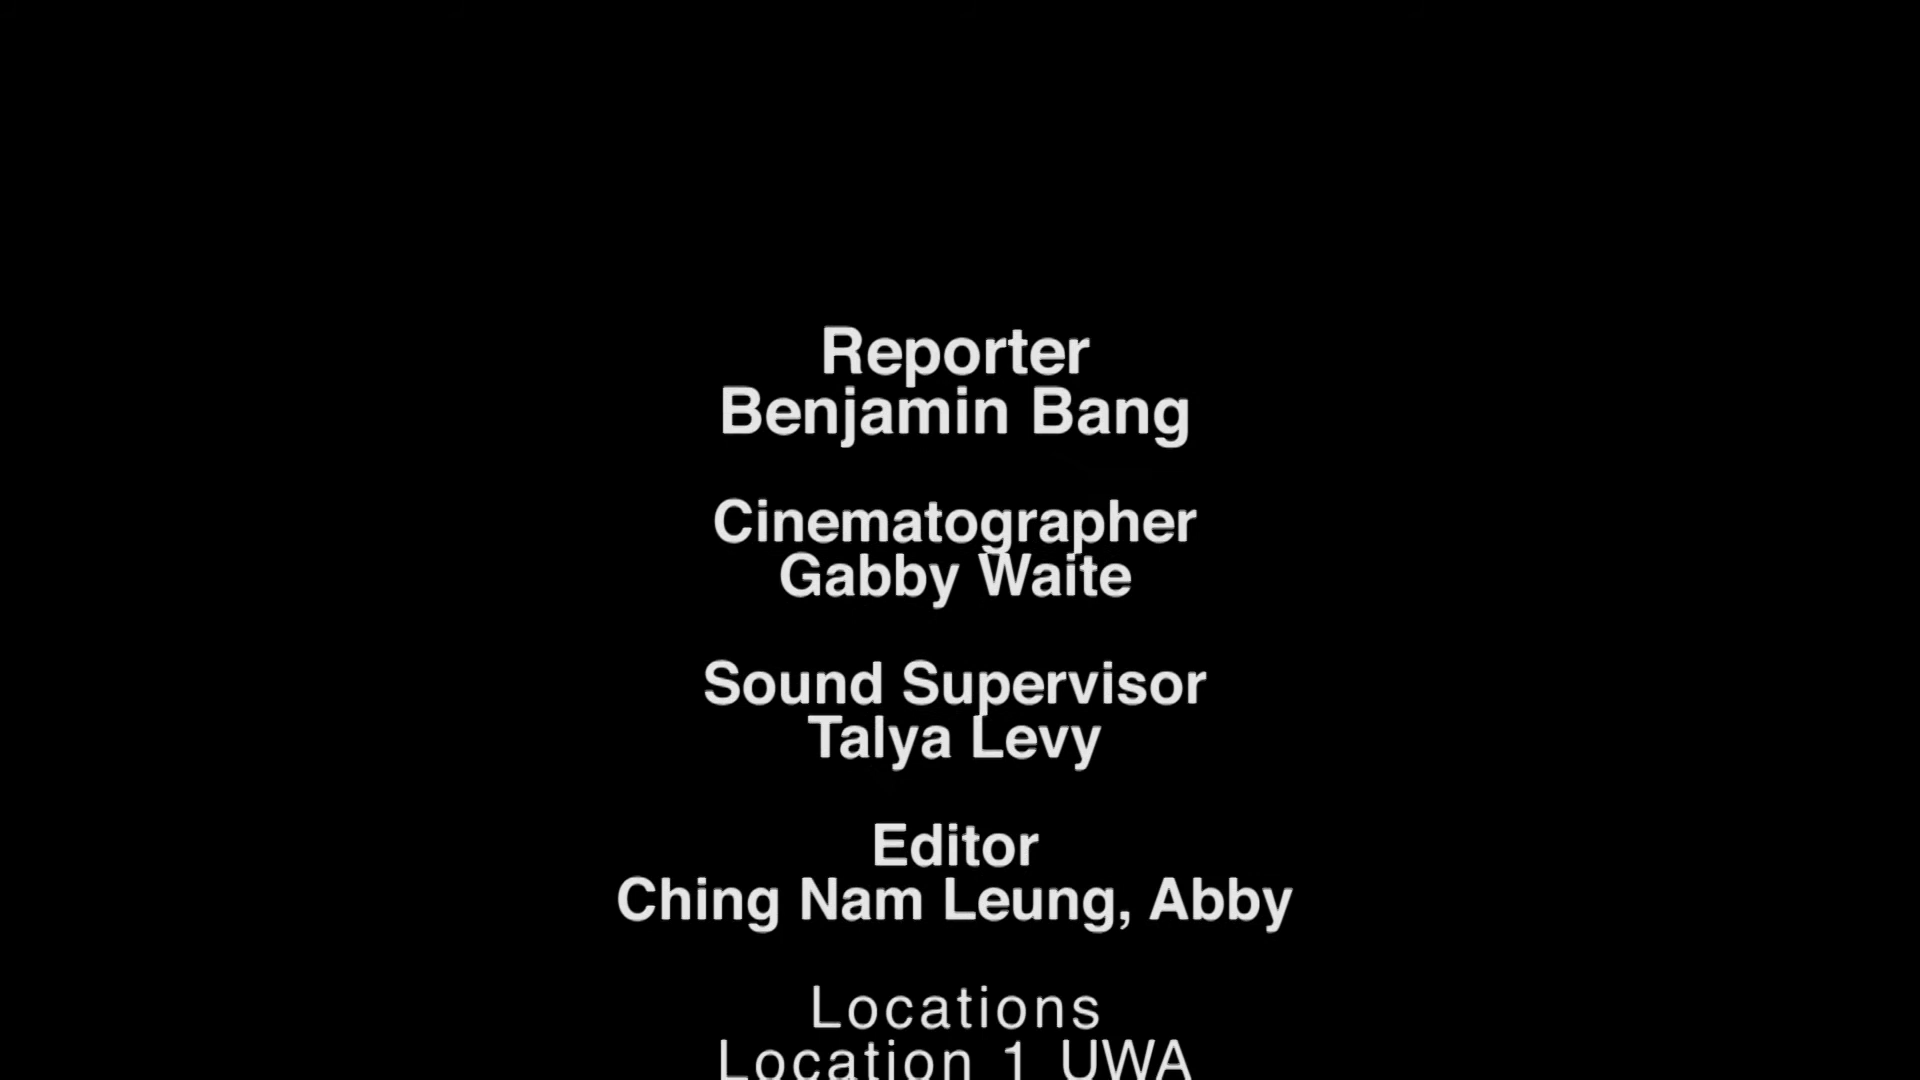 Reporter
Benjamin Bang
Cinematographer
Gabby Waite
Sound Supervisor
Talya Levy
Editor
Ching Nam Leung, Abby
Locations
Location 1 UWA